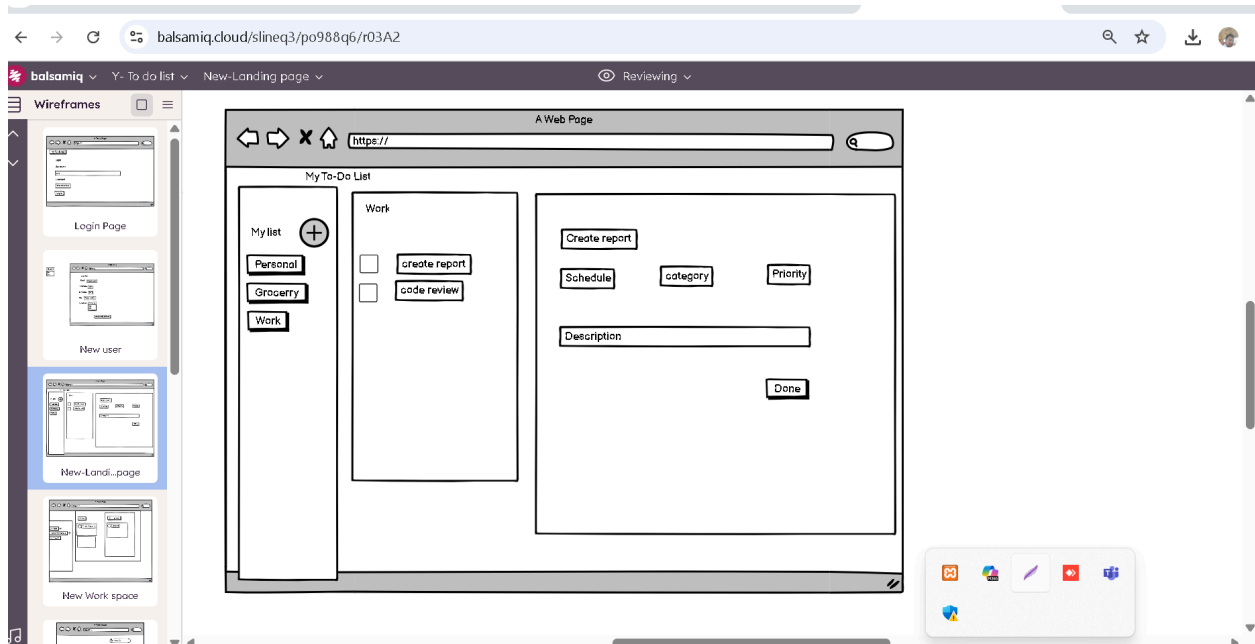 balsamiq.cloud/slineq3/po988q6/r03A2
balsamiq Y- To do list New-Landing page Reviewing
Wireframes
Login Page
New user
New-Landi...page
New Work space
A Web Page
https://
My To-Do List
My list
Personal
Grocerry
Work
Work
create report
code review
Create report
Schedule category Priority
Description
Done